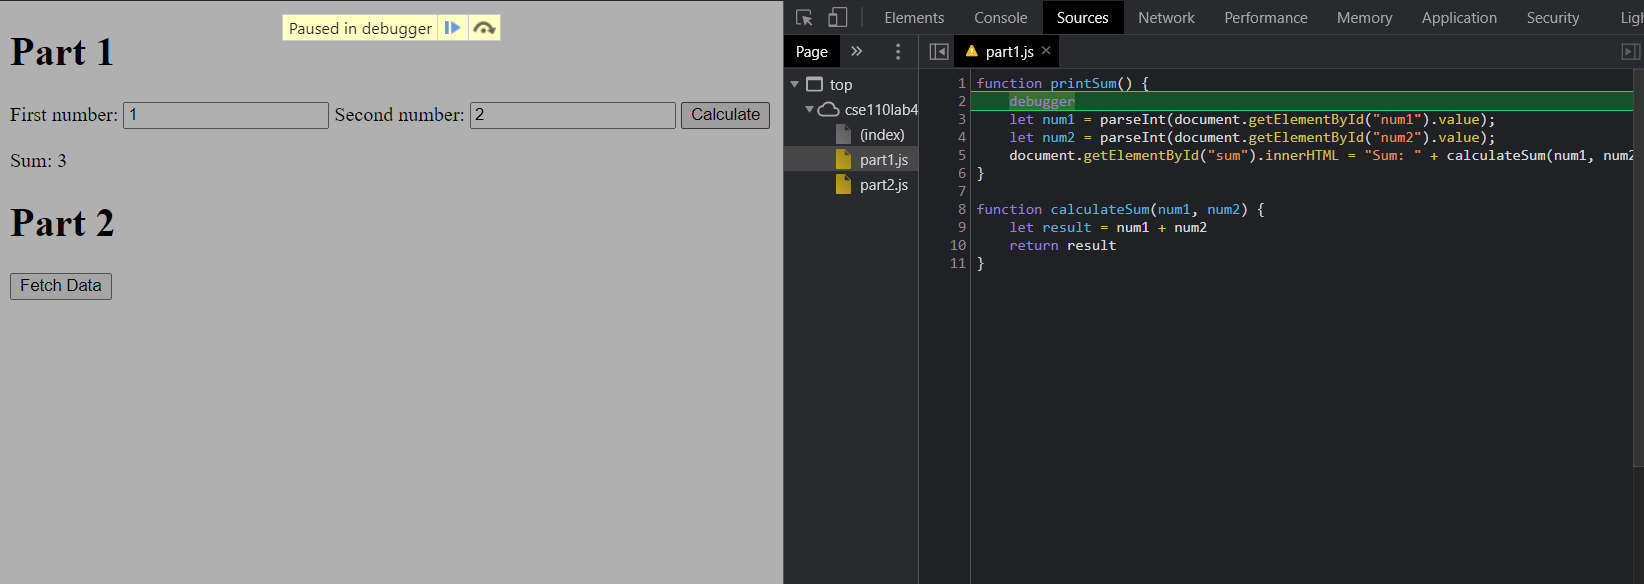 Paused in debugger
Part 1
First number: 1 Second number: 2 Calculate
Sum: 3
Part 2
Fetch Data
Elements Console Sources Network Performance Memory Application Security Ligh
Page » part1.js ×
top
cse110lab4
(index)
part1.js
part2.js
1 function printSum() {
2 debugger
3 let num1 = parseInt(document.getElementById("num1").value);
4 let num2 = parseInt(document.getElementById("num2").value);
5 document.getElementById("sum").innerHTML = "Sum: " + calculateSum(num1, num2
6 }
7
8 function calculateSum(num1, num2) {
9 let result = num1 + num2
10 return result
11 }